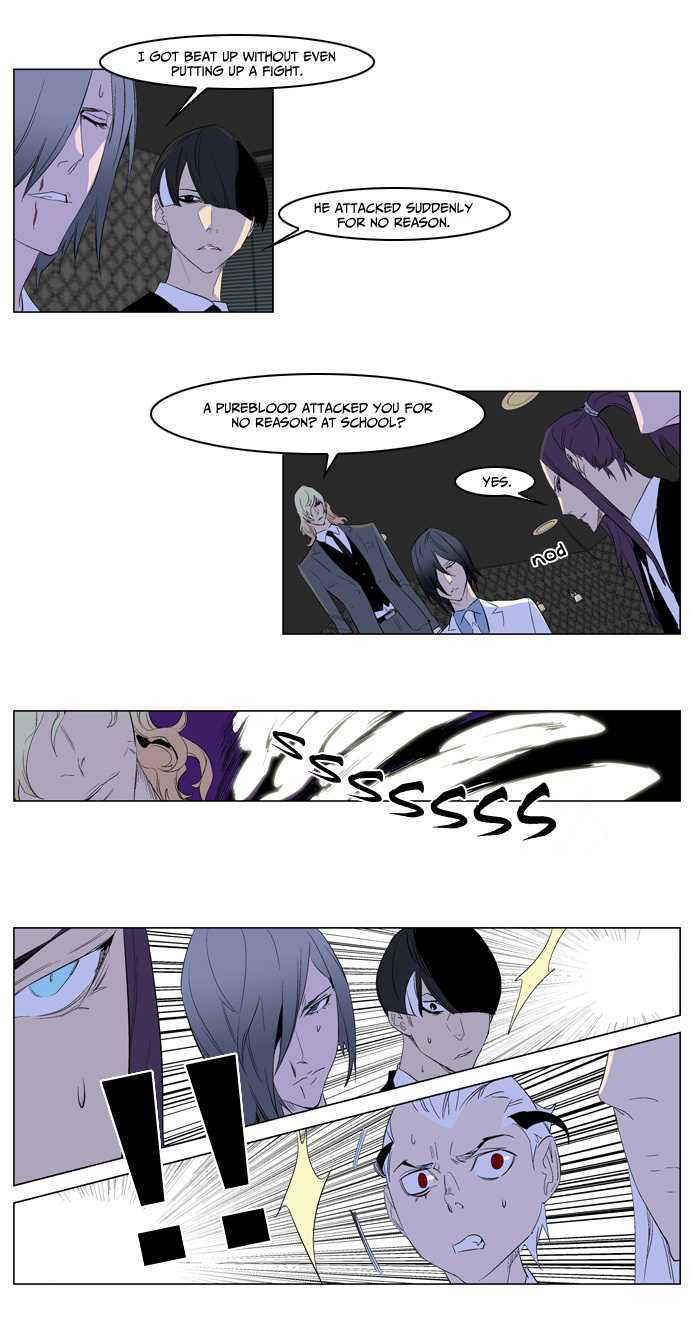 I GOT BEAT UP WITHOUT EVEN
PUTTING UP A FIGHT.
HE ATTACKED SUDDENLY
FOR NO REASON.
A PUREBLOOD ATTACKED YOU FOR
NO REASON? AT SCHOOL?
YES.
nod
SSSSSSS
!!